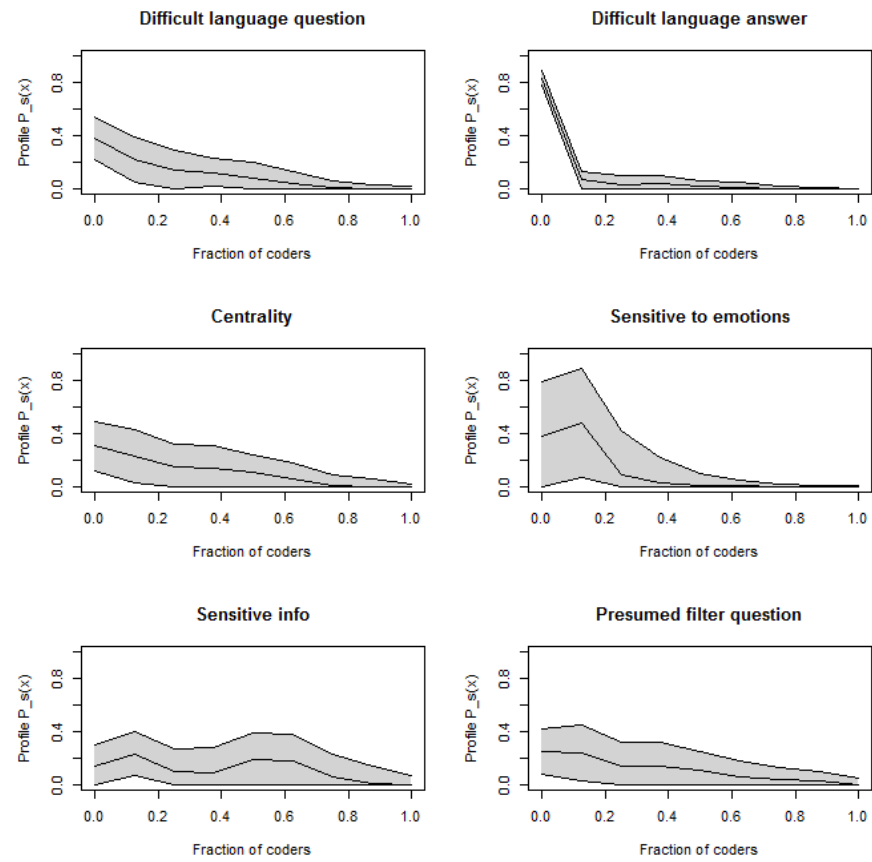 Difficult language question
Profile P_s(x)
0.0 0.4 0.8
0.0 0.2 0.4 0.6 0.8 1.0
Fraction of coders
Difficult language answer
Profile P_s(x)
0.0 0.4 0.8
0.0 0.2 0.4 0.6 0.8 1.0
Fraction of coders
Centrality
Profile P_s(x)
0.0 0.4 0.8
0.0 0.2 0.4 0.6 0.8 1.0
Fraction of coders
Sensitive to emotions
Profile P_s(x)
0.0 0.4 0.8
0.0 0.2 0.4 0.6 0.8 1.0
Fraction of coders
Sensitive info
Profile P_s(x)
0.0 0.4 0.8
0.0 0.2 0.4 0.6 0.8 1.0
Fraction of coders
Presumed filter question
Profile P_s(x)
0.0 0.4 0.8
0.0 0.2 0.4 0.6 0.8 1.0
Fraction of coders